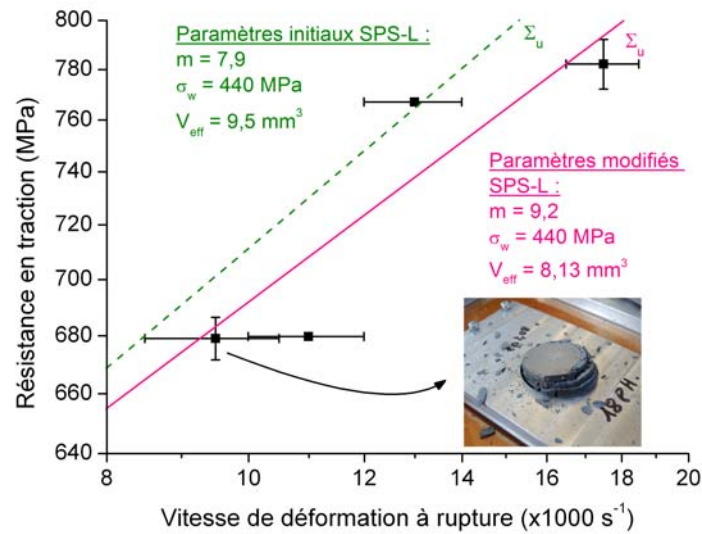 Résistance en traction (MPa)
800
780
760
740
720
700
680
660
640
Paramètres initiaux SPS-L :
m = 7,9
σw = 440 MPa
Veff = 9,5 mm³
Σu
Σu
Paramètres modifiés
SPS-L :
m = 9,2
σw = 440 MPa
Veff = 8,13 mm³
8
10
12
14
16
18
20
Vitesse de déformation à rupture (x1000 s⁻¹)